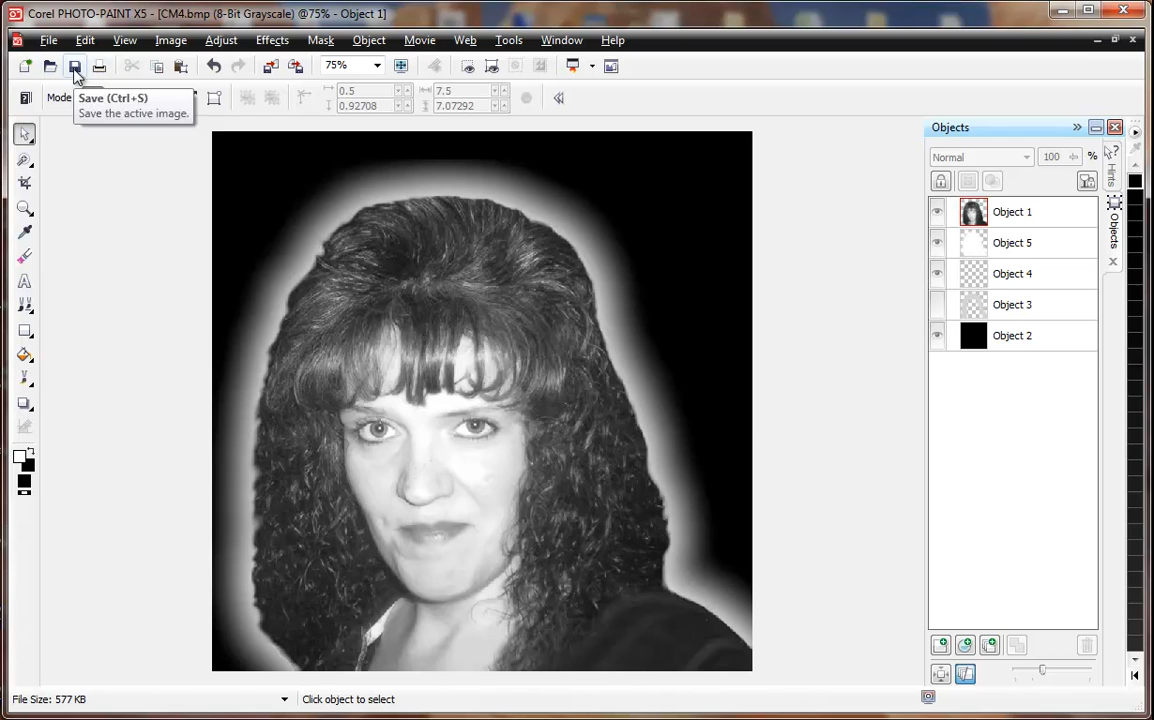 Corel PHOTO-PAINT X5 - [CM4.bmp (8-Bit Grayscale) @75% - Object 1]
File Edit View Image Adjust Effects Mask Object Movie Web Tools Window Help
75%
Mode
0.5
0.92708
7.5
7.07292
Save (Ctrl+S)
Save the active image.
Objects
Normal
100 %
Object 1
Object 5
Object 4
Object 3
Object 2
Hints
Objects
File Size: 577 KB
Click object to select